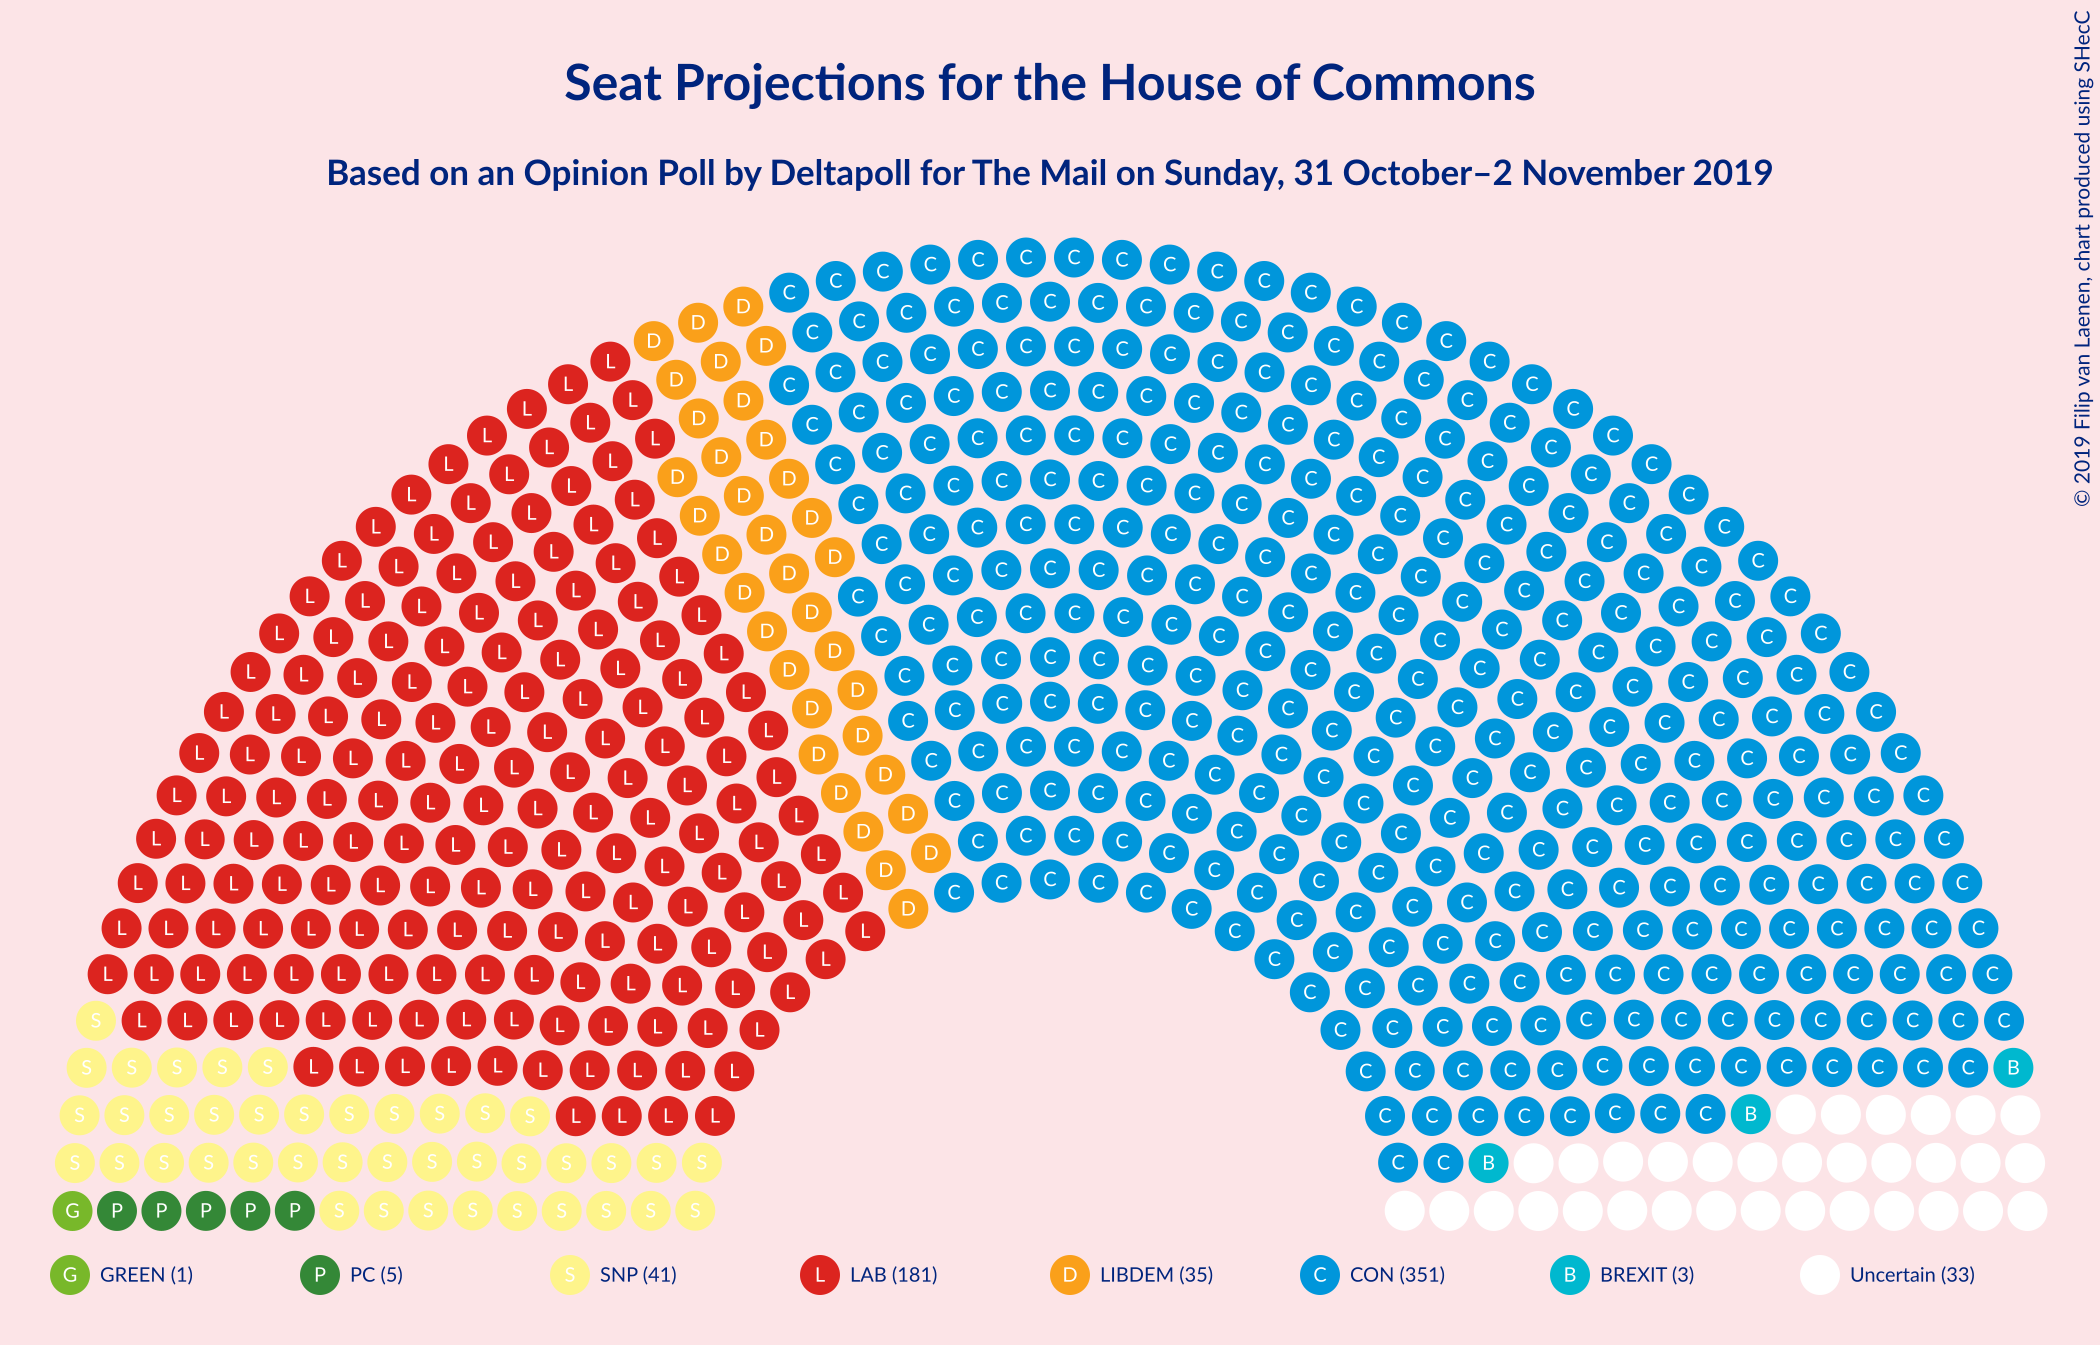 Seat Projections for the House of Commons
Based on an Opinion Poll by Deltapoll for The Mail on Sunday, 31 October–2 November 2019
© 2019 Filip van Laenen, chart produced using SHecC
G GREEN (1)
P PC (5)
S SNP (41)
L LAB (181)
D LIBDEM (35)
C CON (351)
B BREXIT (3)
Uncertain (33)